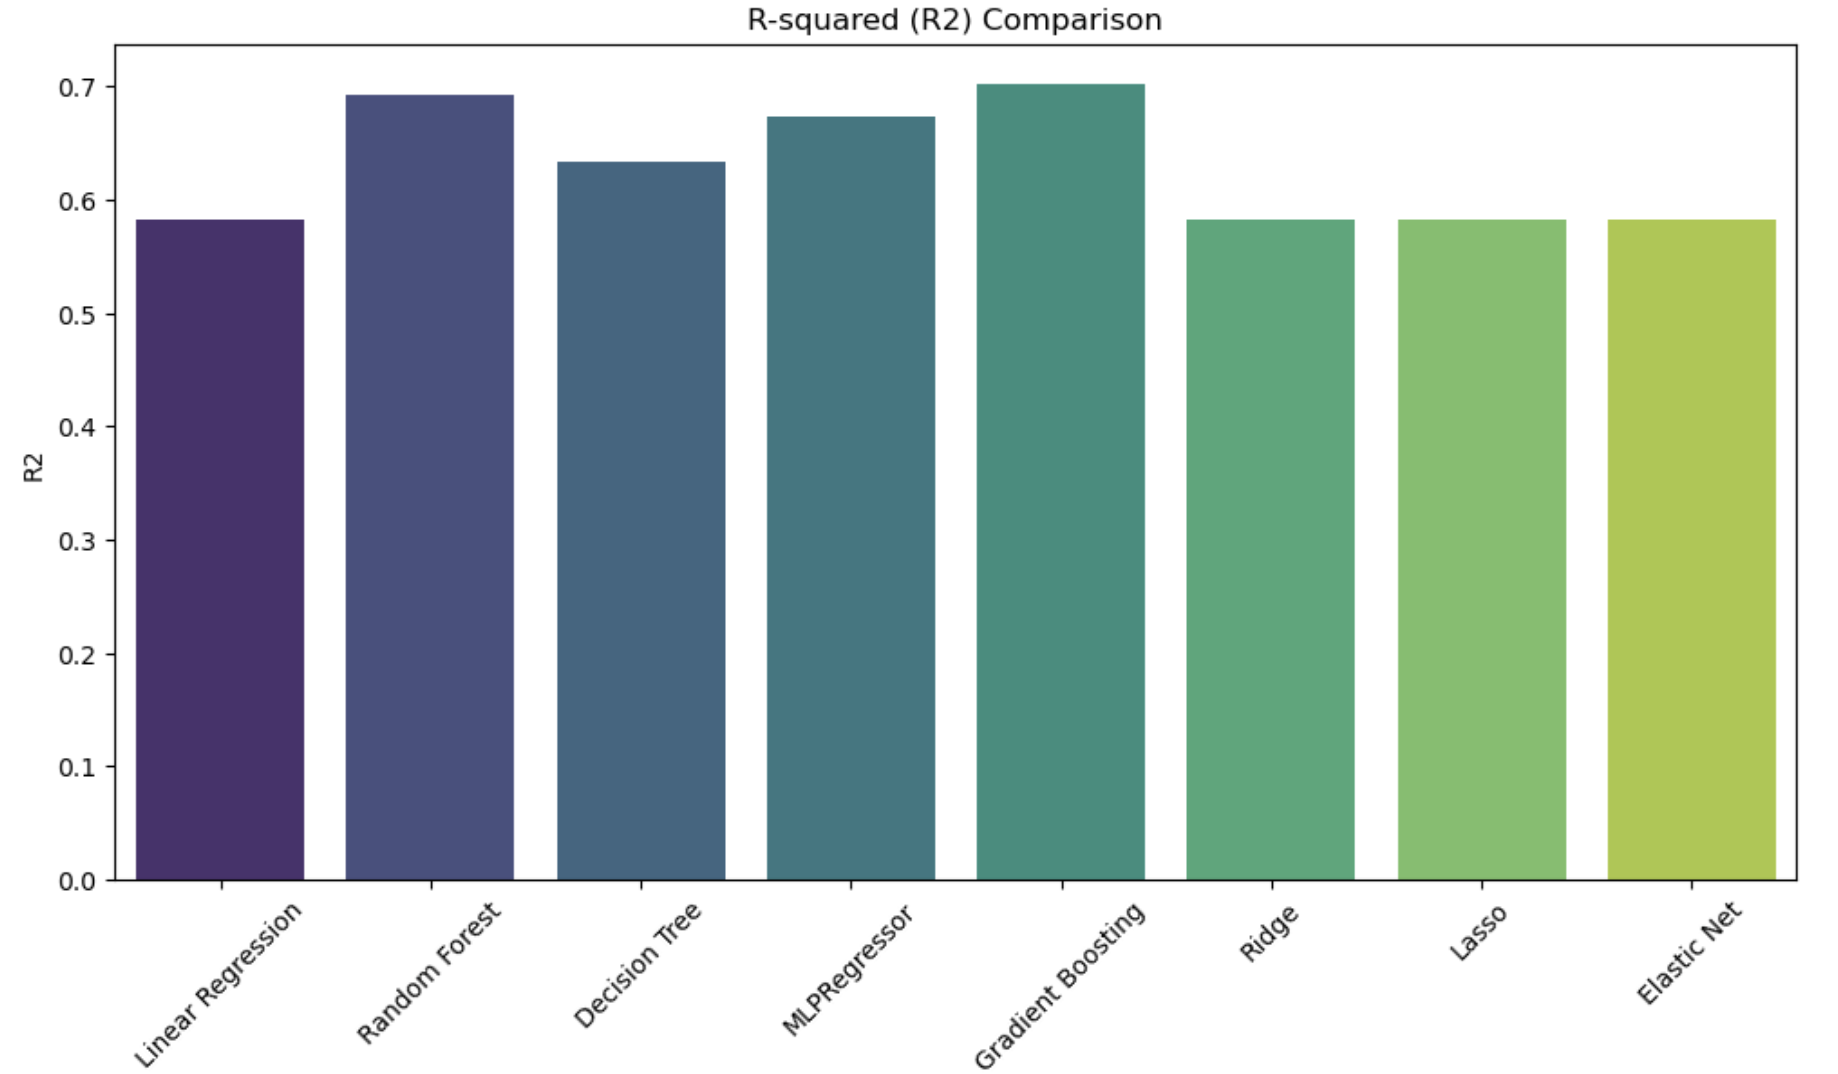 R-squared (R2) Comparison
0.7
0.6
0.5
0.4
0.3
0.2
0.1
0.0
R2
Linear Regression
Random Forest
Decision Tree
MLPRegressor
Gradient Boosting
Ridge
Lasso
Elastic Net